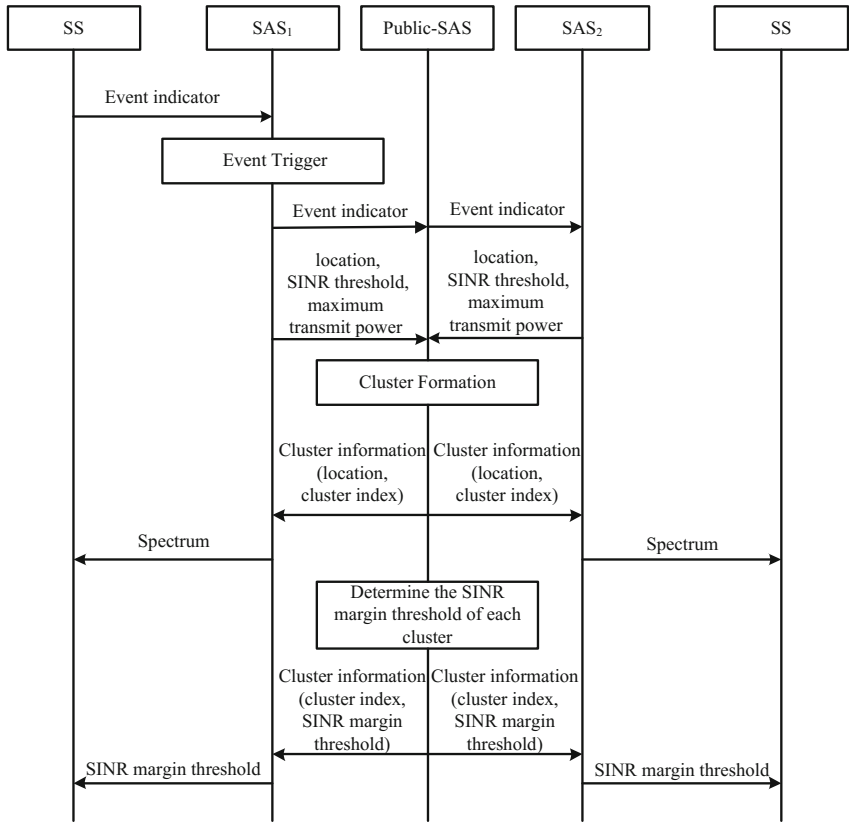 SS
SAS₁
Public-SAS
SAS₂
SS
Event indicator
Event Trigger
Event indicator
Event indicator
location,
SINR threshold,
maximum
transmit power
location,
SINR threshold,
maximum
transmit power
Cluster Formation
Cluster information
(location,
cluster index)
Cluster information
(location,
cluster index)
Spectrum
Spectrum
Determine the SINR
margin threshold of each
cluster
Cluster information
(cluster index,
SINR margin
threshold)
Cluster information
(cluster index,
SINR margin
threshold)
SINR margin threshold
SINR margin threshold